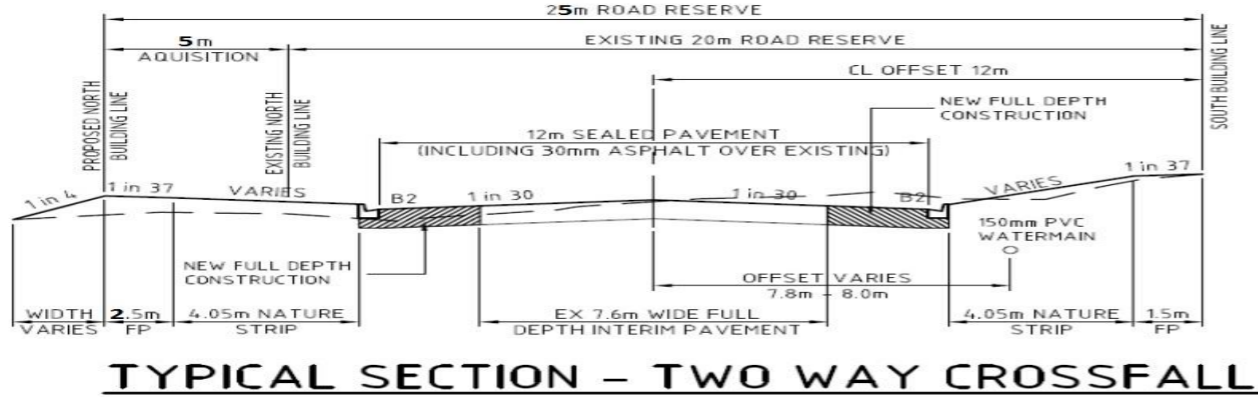 25m ROAD RESERVE
5m
AQUISITION
EXISTING 20m ROAD RESERVE
CL OFFSET 12m
PROPOSED NORTH
BUILDING LINE
EXISTING NORTH
BUILDING LINE
SOUTH BUILDING LINE
NEW FULL DEPTH
CONSTRUCTION
12m SEALED PAVEMENT
(INCLUDING 30mm ASPHALT OVER EXISTING)
1 in 4
1 in 37
VARIES
B2
1 in 30
1 in 30
B2
VARIES
1 in 37
150mm PVC
WATERMAIN
NEW FULL DEPTH
CONSTRUCTION
OFFSET VARIES
7.8m - 8.0m
WIDTH
VARIES
2.5m
FP
4.05m NATURE
STRIP
EX 7.6m WIDE FULL
DEPTH INTERIM PAVEMENT
4.05m NATURE
STRIP
1.5m
FP
TYPICAL SECTION - TWO WAY CROSSFALL